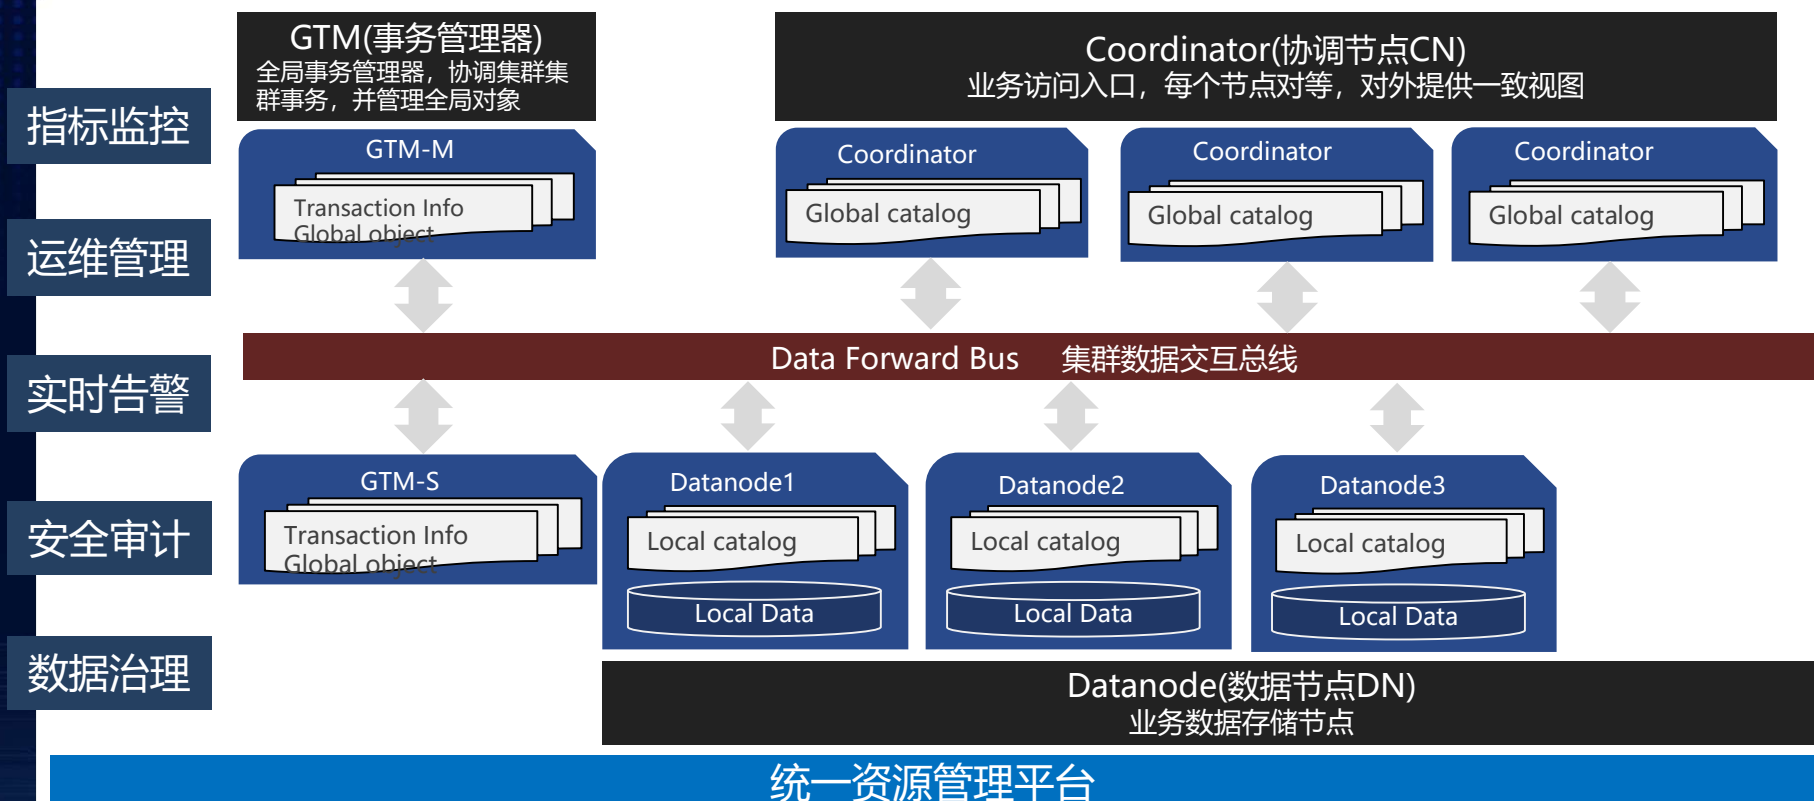 GTM(事务管理器)
全局事务管理器，协调集群集
群事务，并管理全局对象
Coordinator(协调节点CN)
业务访问入口，每个节点对等，对外提供一致视图
指标监控
运维管理
实时告警
安全审计
数据治理
GTM-M
Transaction Info
Global object
Coordinator
Global catalog
Coordinator
Global catalog
Coordinator
Global catalog
Data Forward Bus 集群数据交互总线
GTM-S
Transaction Info
Global object
Datanode1
Local catalog
Local Data
Datanode2
Local catalog
Local Data
Datanode3
Local catalog
Local Data
Datanode(数据节点DN)
业务数据存储节点
统一资源管理平台